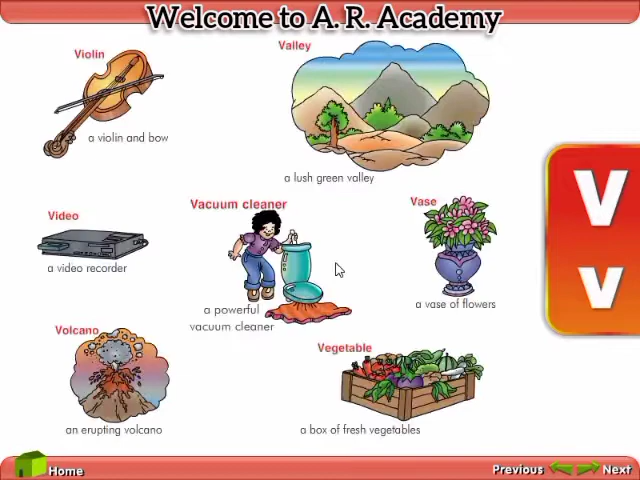 Welcome to A. R. Academy
Violin
a violin and bow
Valley
a lush green valley
Video
a video recorder
Vacuum cleaner
a powerful
vacuum cleaner
Vase
a vase of flowers
V
v
Volcano
an erupting volcano
Vegetable
a box of fresh vegetables
Home
Previous
Next